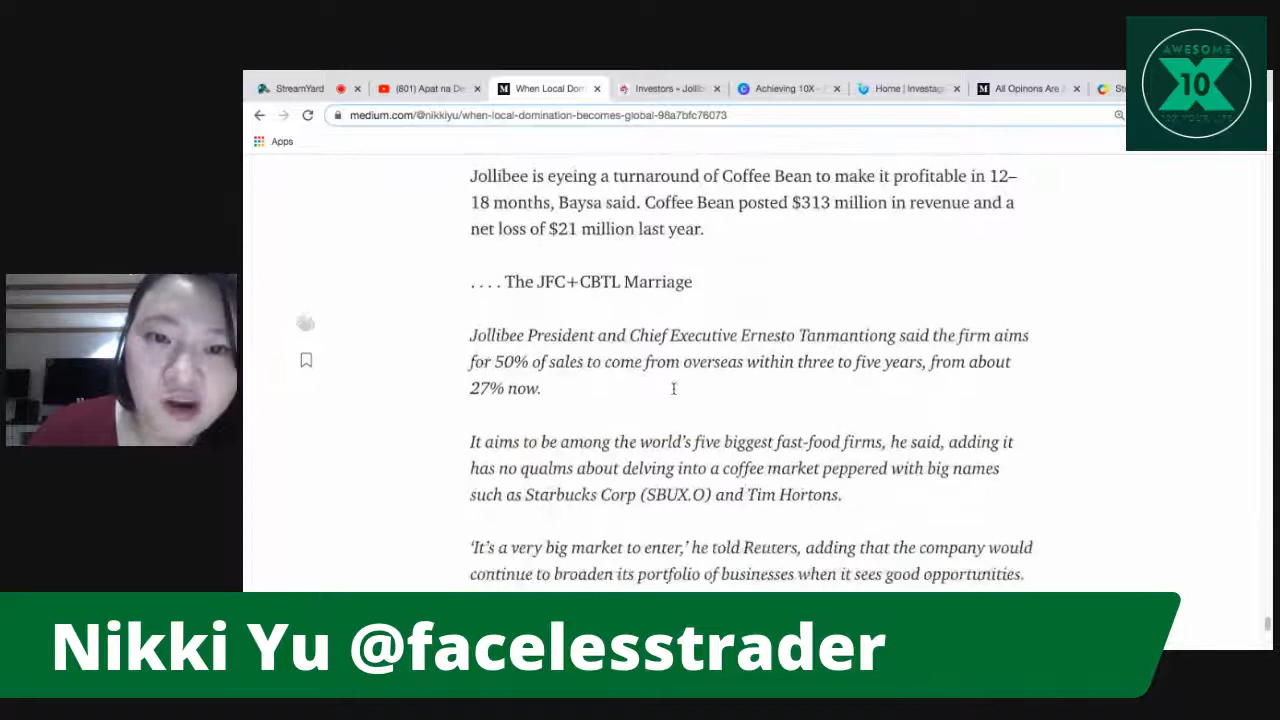 AWESOME
10
X
10X YOUR LIFE
StreamYard
(801) Apat na De
When Local Dom
Investors » Jollib
Achieving 10X -
Home | Investag
All Opinons Are
St
medium.com/@nikkiyu/when-local-domination-becomes-global-98a7bfc76073
Apps
Jollibee is eyeing a turnaround of Coffee Bean to make it profitable in 12–
18 months, Baysa said. Coffee Bean posted $313 million in revenue and a
net loss of $21 million last year.
. . . . The JFC+CBTL Marriage
Jollibee President and Chief Executive Ernesto Tanmantiong said the firm aims
for 50% of sales to come from overseas within three to five years, from about
27% now.
It aims to be among the world's five biggest fast-food firms, he said, adding it
has no qualms about delving into a coffee market peppered with big names
such as Starbucks Corp (SBUX.O) and Tim Hortons.
'It's a very big market to enter,' he told Reuters, adding that the company would
continue to broaden its portfolio of businesses when it sees good opportunities.
Nikki Yu @facelesstrader